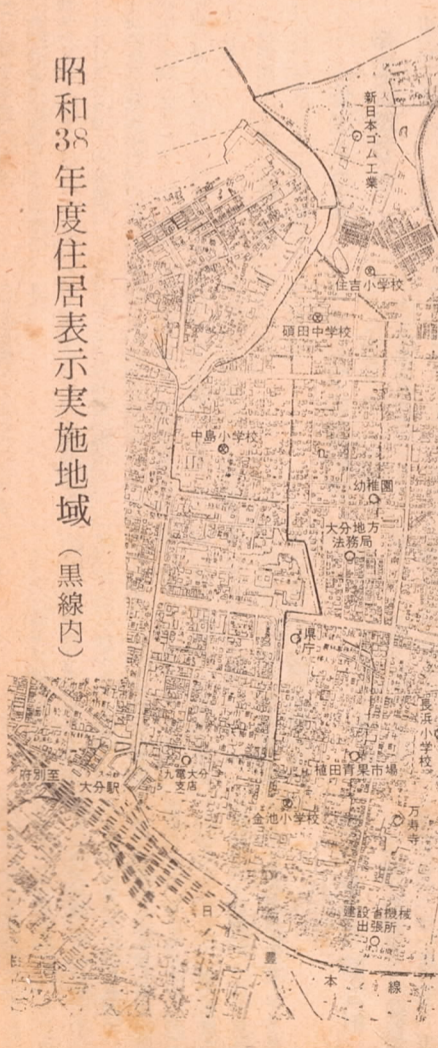 昭和38年度住居表示実施地域（黒線内）
新日本ゴム工業
住吉小学校
碩田中学校
中島小学校
幼稚園
大分地方
法務局
県庁
長浜小学校
植田青果市場
九電大分
支店
府別至
大分駅
金池小学校
万寿寺
建設省機械
出張所
日
豊
本
線